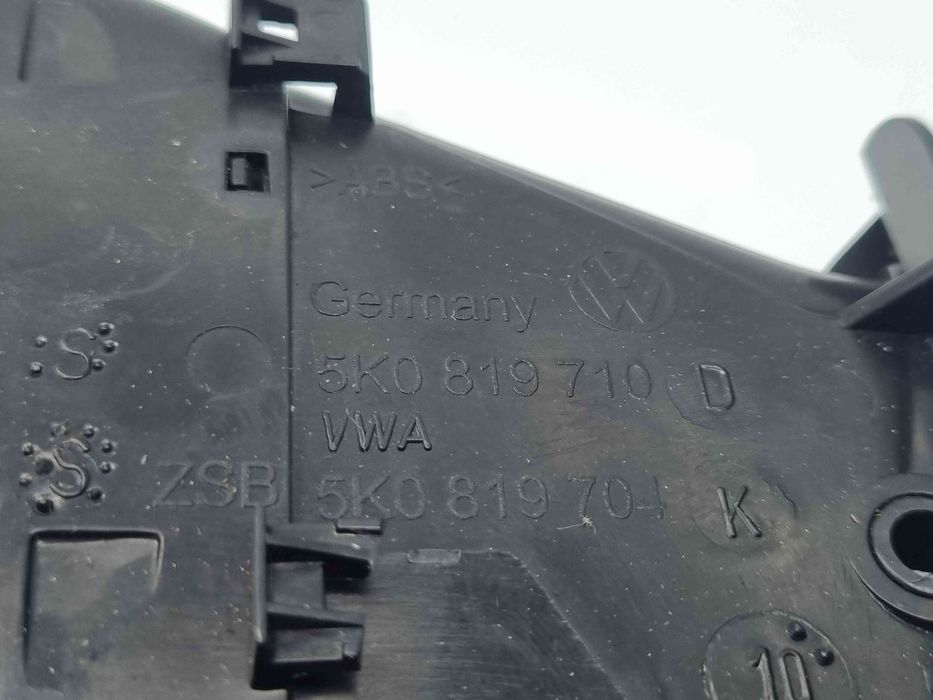 >ABS<
Germany
5K0 819 710 D
VWA
ZSB 5K0 819 704 K
S
S
10